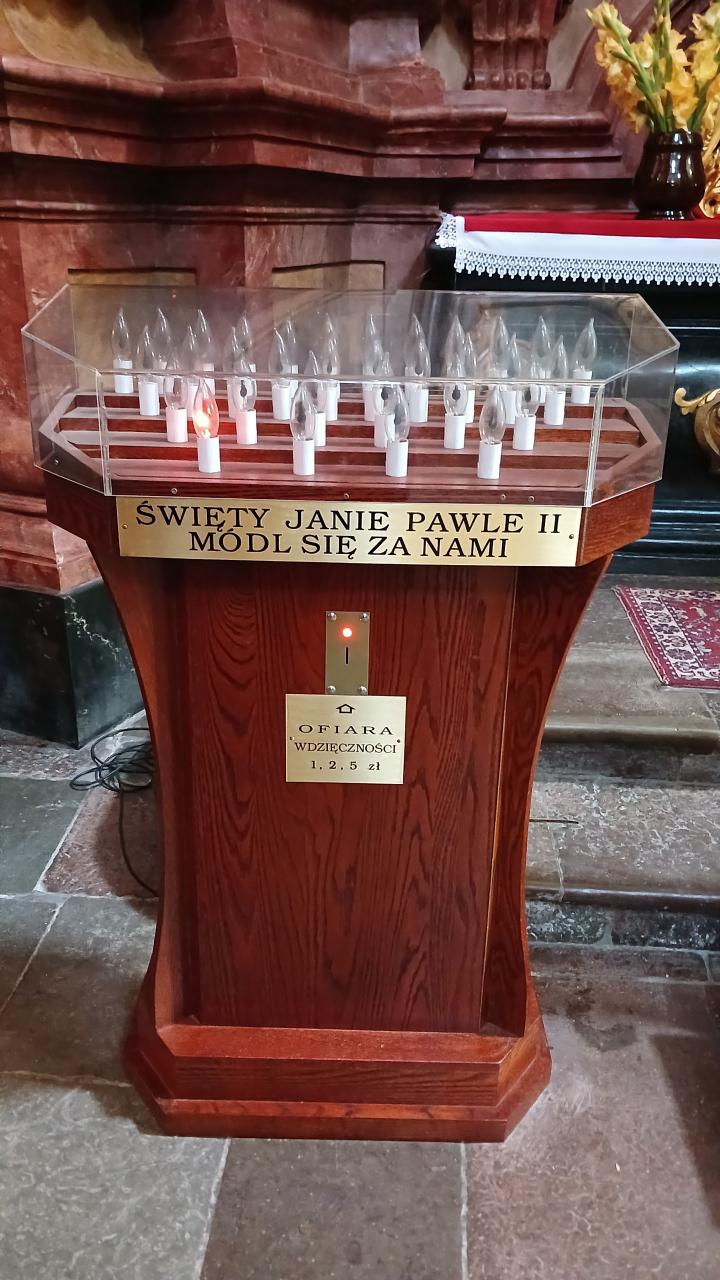 ŚWIĘTY JANIE PAWLE II
MÓDL SIĘ ZA NAMI
OFIARA
WDZIĘCZNOŚCI
1, 2, 5 zł